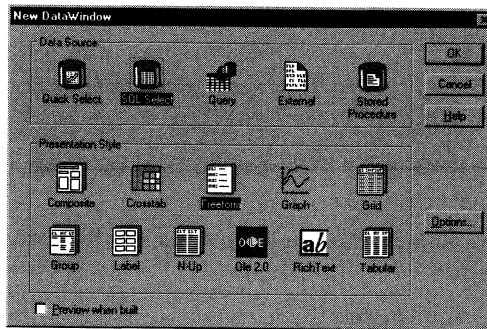 New DataWindow
Data Source
Quick Select SQL Select Query External Stored Procedure
OK
Cancel
Help
Presentation Style
Composite Crosstab Freeform Graph Grid
Options...
Group Label N-Up Ole 2.0 RichText Tabular
Preview when built